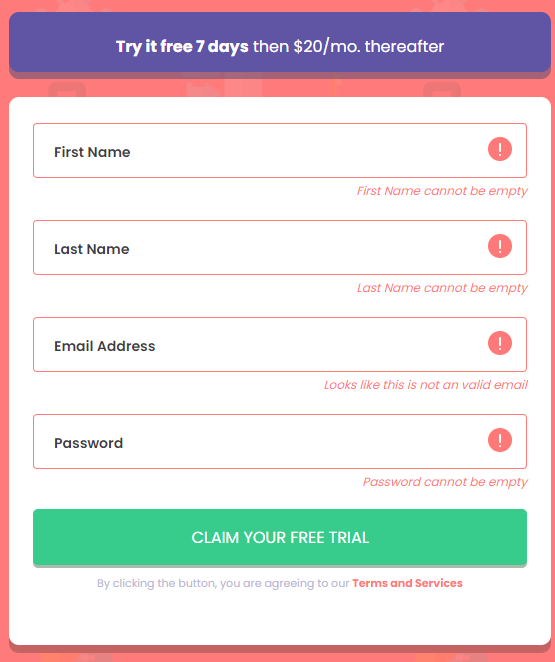 Try it free 7 days then $20/mo. thereafter
First Name
First Name cannot be empty
Last Name
Last Name cannot be empty
Email Address
Looks like this is not an valid email
Password
Password cannot be empty
CLAIM YOUR FREE TRIAL
By clicking the button, you are agreeing to our Terms and Services